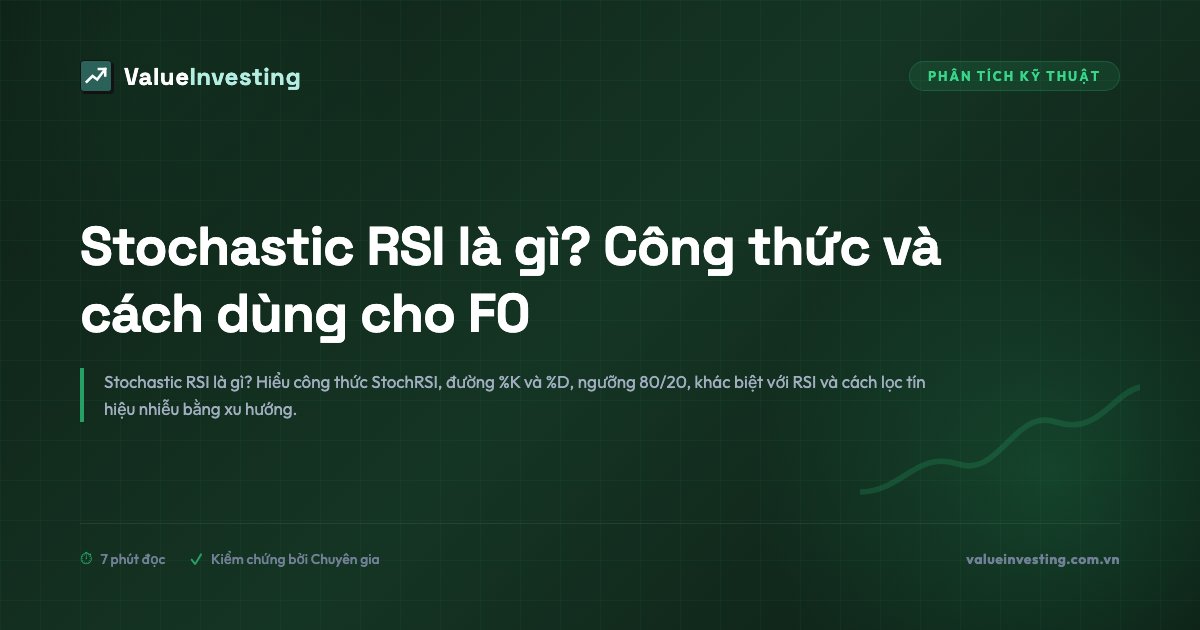 ValueInvesting
PHÂN TÍCH KỸ THUẬT
Stochastic RSI là gì? Công thức và
cách dùng cho F0
Stochastic RSI là gì? Hiểu công thức StochRSI, đường %K và %D, ngưỡng 80/20, khác biệt với RSI và cách lọc tín
hiệu nhiễu bằng xu hướng.
7 phút đọc
Kiểm chứng bởi Chuyên gia
valueinvesting.com.vn